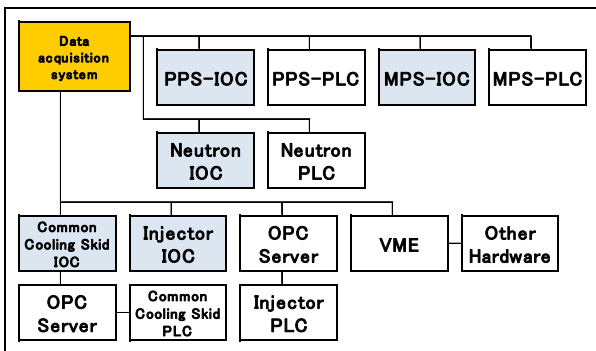 Data
acquisition
system
PPS-IOC
PPS-PLC
MPS-IOC
MPS-PLC
Neutron
IOC
Neutron
PLC
Common
Cooling Skid
IOC
Injector
IOC
OPC
Server
VME
Other
Hardware
OPC
Server
Common
Cooling Skid
PLC
Injector
PLC